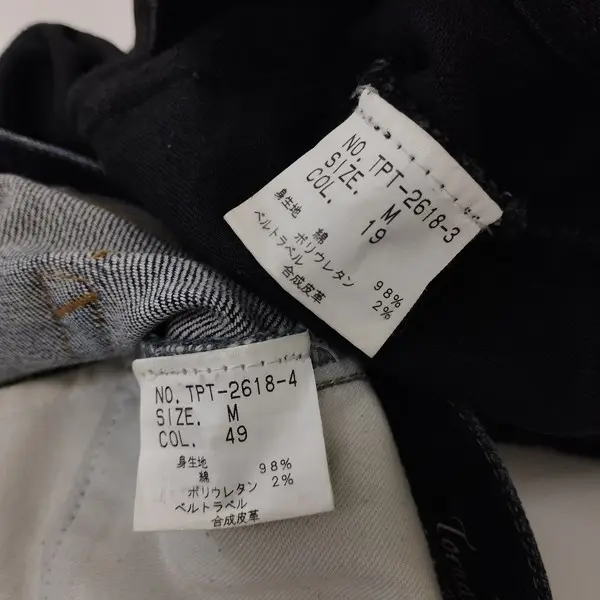 NO. TPT-2618-3
SIZE. M
COL. 19
身生地
綿 98%
ポリウレタン 2%
ベルトラベル
合成皮革
NO. TPT-2618-4
SIZE. M
COL. 49
身生地
綿 98%
ポリウレタン 2%
ベルトラベル
合成皮革